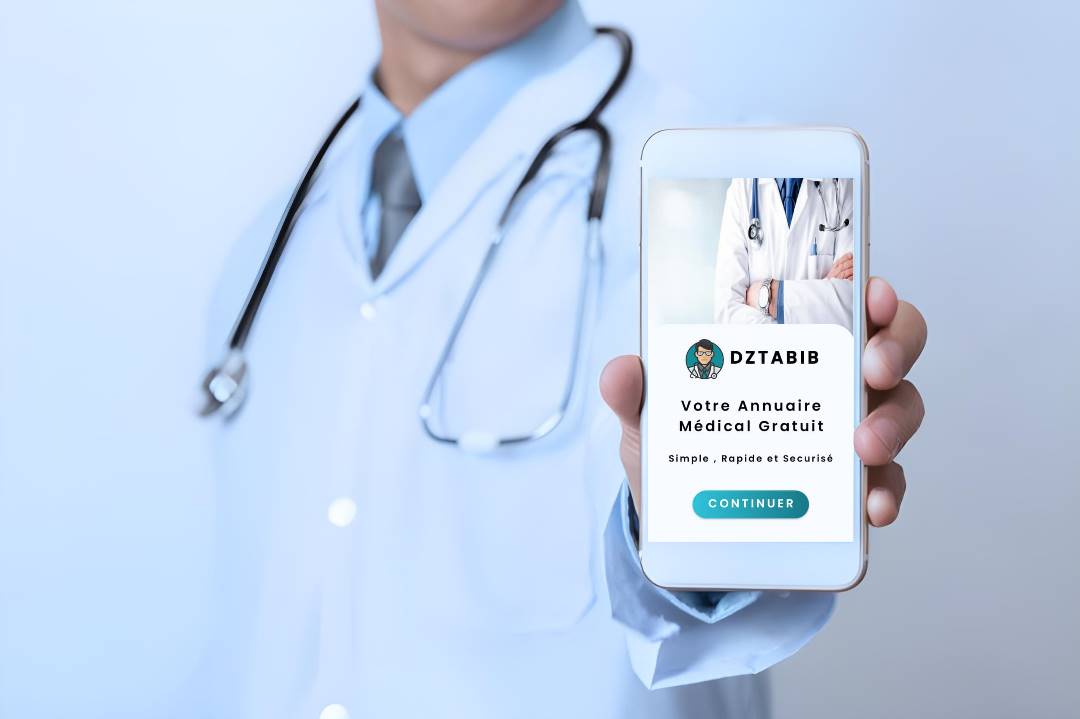 DZTABIB
Votre Annuaire
Médical Gratuit
Simple , Rapide et Securisé
CONTINUER